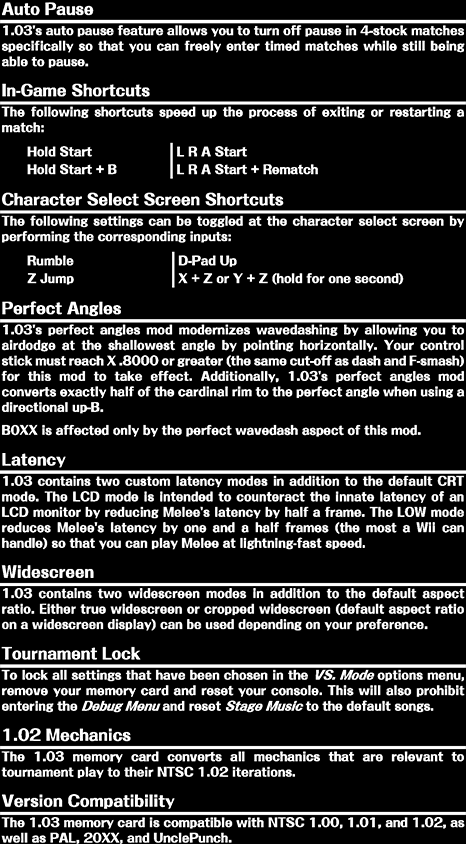 Auto Pause
1.03's auto pause feature allows you to turn off pause in 4-stock matches
specifically so that you can freely enter timed matches while still being
able to pause.
In-Game Shortcuts
The following shortcuts speed up the process of exiting or restarting a
match:
Hold Start L R A Start
Hold Start + B L R A Start + Rematch
Character Select Screen Shortcuts
The following settings can be toggled at the character select screen by
performing the corresponding inputs:
Rumble D-Pad Up
Z Jump X + Z or Y + Z (hold for one second)
Perfect Angles
1.03's perfect angles mod modernizes wavedashing by allowing you to
airdodge at the shallowest angle by pointing horizontally. Your control
stick must reach X .8000 or greater (the same cut-off as dash and F-smash)
for this mod to take effect. Additionally, 1.03's perfect angles mod
converts exactly half of the cardinal rim to the perfect angle when using a
directional up-B.
B0XX is affected only by the perfect wavedash aspect of this mod.
Latency
1.03 contains two custom latency modes in addition to the default CRT
mode. The LCD mode is intended to counteract the innate latency of an
LCD monitor by reducing Melee's latency by half a frame. The LOW mode
reduces Melee's latency by one and a half frames (the most a Wii can
handle) so that you can play Melee at lightning-fast speed.
Widescreen
1.03 contains two widescreen modes in addition to the default aspect
ratio. Either true widescreen or cropped widescreen (default aspect ratio
on a widescreen display) can be used depending on your preference.
Tournament Lock
To lock all settings that have been chosen in the VS. Mode options menu,
remove your memory card and reset your console. This will also prohibit
entering the Debug Menu and reset Stage Music to the default songs.
1.02 Mechanics
The 1.03 memory card converts all mechanics that are relevant to
tournament play to their NTSC 1.02 iterations.
Version Compatibility
The 1.03 memory card is compatible with NTSC 1.00, 1.01, and 1.02, as
well as PAL, 20XX, and UnclePunch.